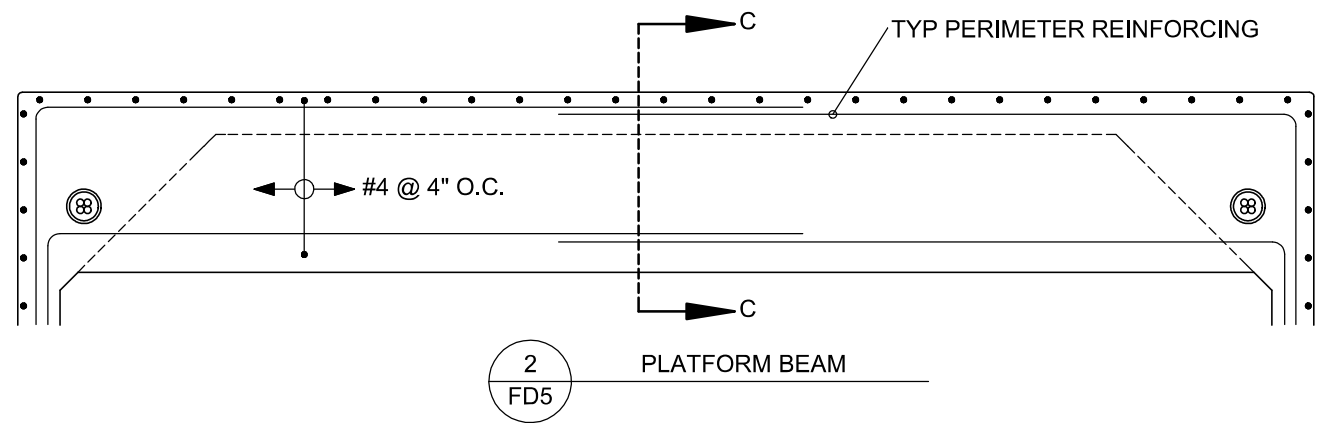 C
TYP PERIMETER REINFORCING
#4 @ 4" O.C.
C
2
FD5
PLATFORM BEAM